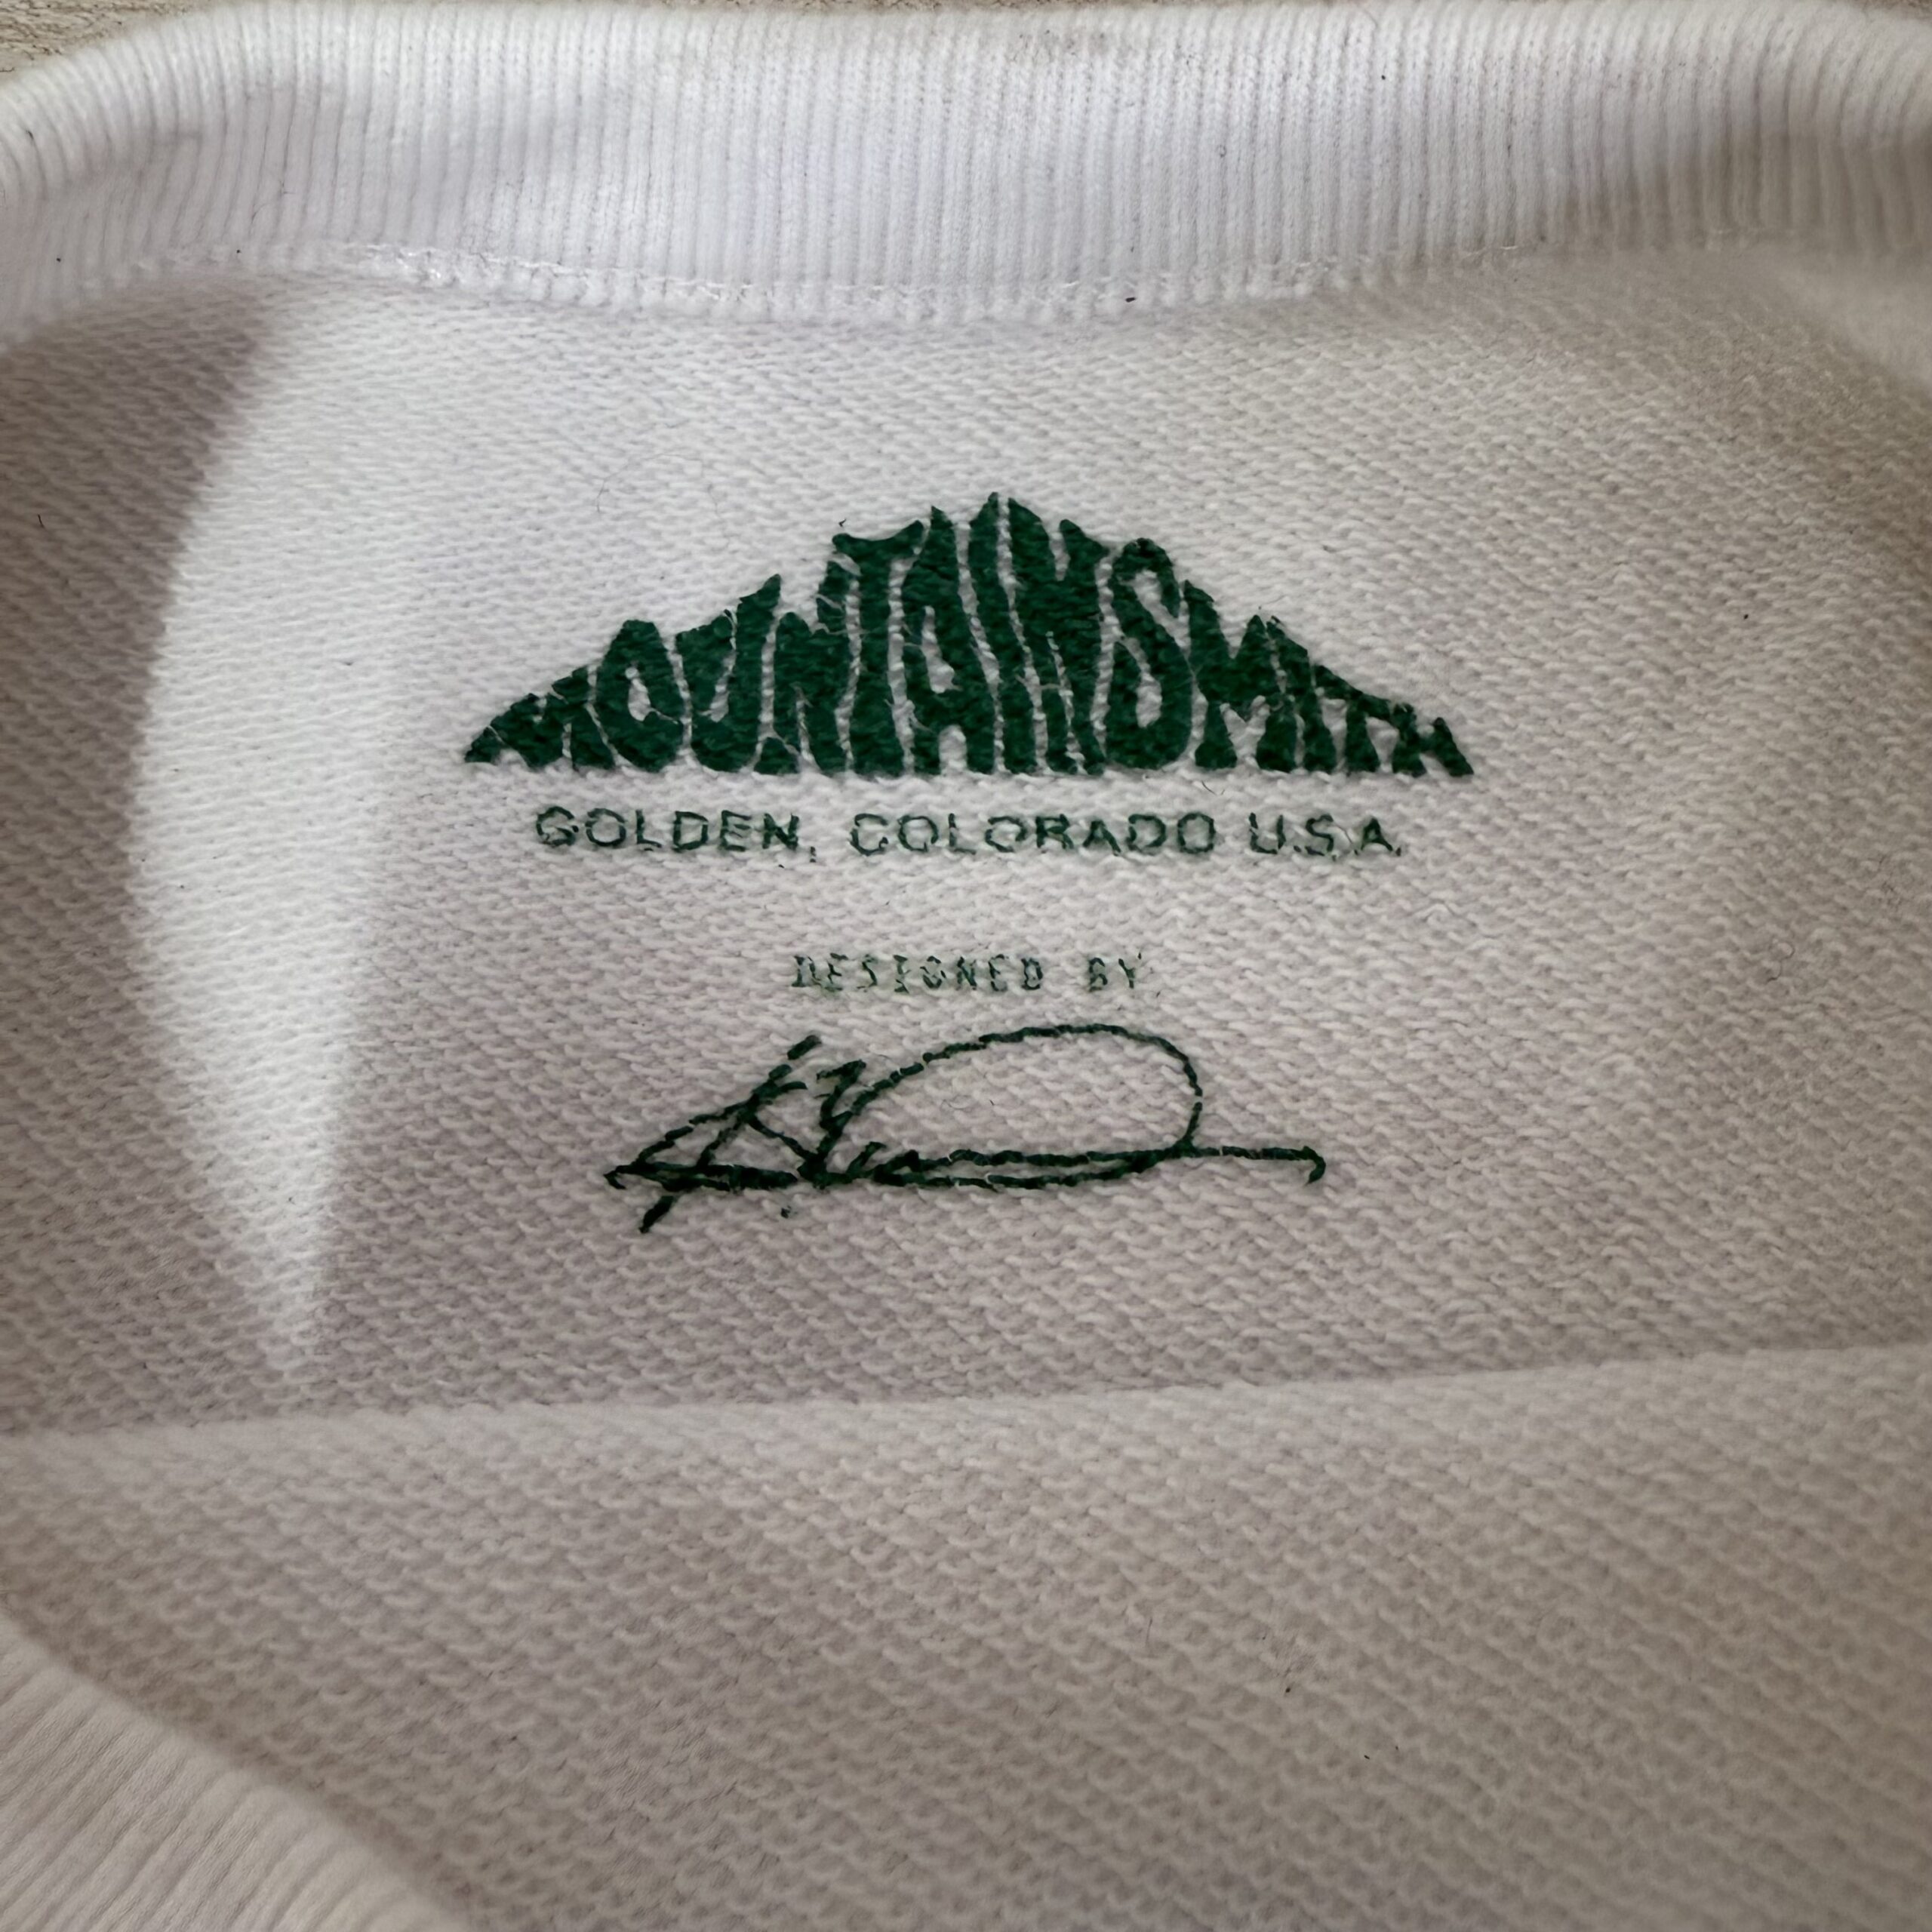 MOUNTAINSMITH
GOLDEN, COLORADO U.S.A.
DESIGNED BY